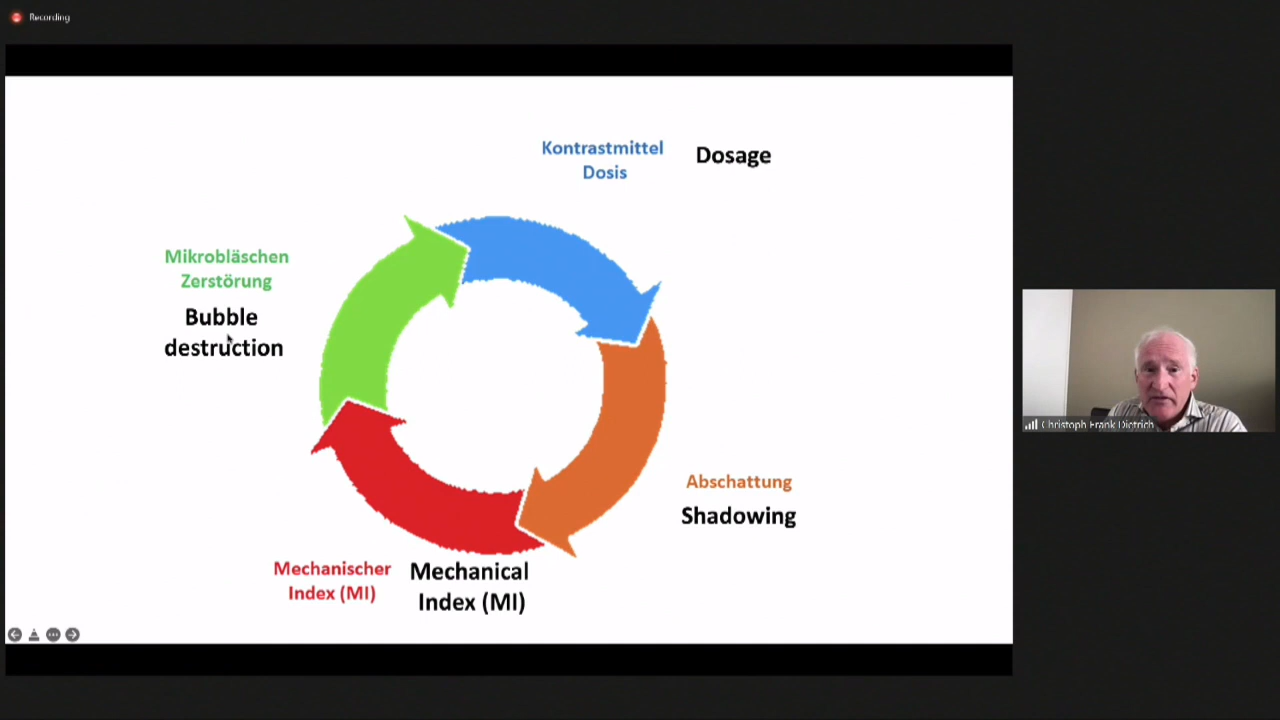 Recording
Kontrastmittel
Dosis
Dosage
Mikrobläschen
Zerstörung
Bubble
destruction
Abschattung
Shadowing
Mechanischer
Index (MI)
Mechanical
Index (MI)
Christoph Frank Dietrich